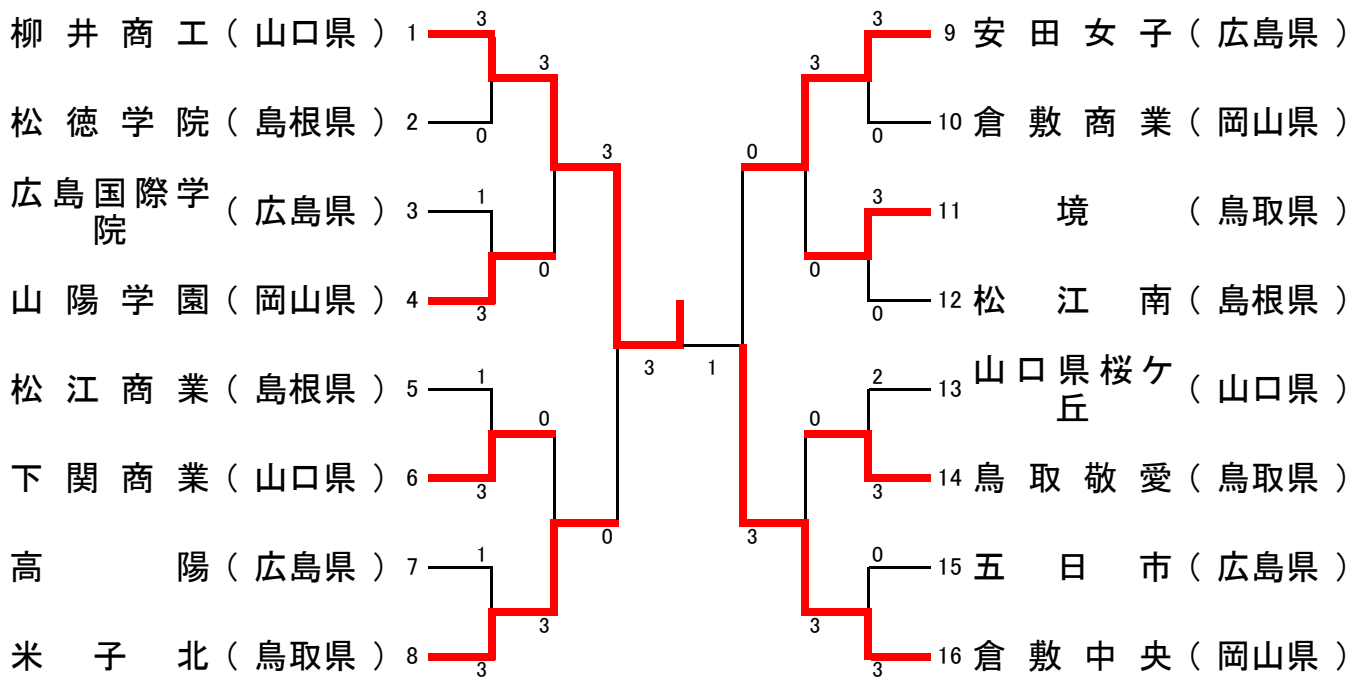 柳井商工（山口県）1 3
3
松徳学院（島根県）2 0
3
広島国際学院（広島県）3 1
0
山陽学園（岡山県）4 3
3 1
松江商業（島根県）5 1
0
下関商業（山口県）6 3
0
高陽（広島県）7 1
3
米子北（鳥取県）8 3
3 9 安田女子（広島県）
3
0 10 倉敷商業（岡山県）
0
3 11 境（鳥取県）
0
0 12 松江南（島根県）
2 13 山口県桜ケ丘（山口県）
0
3 14 鳥取敬愛（鳥取県）
3
0 15 五日市（広島県）
3
3 16 倉敷中央（岡山県）